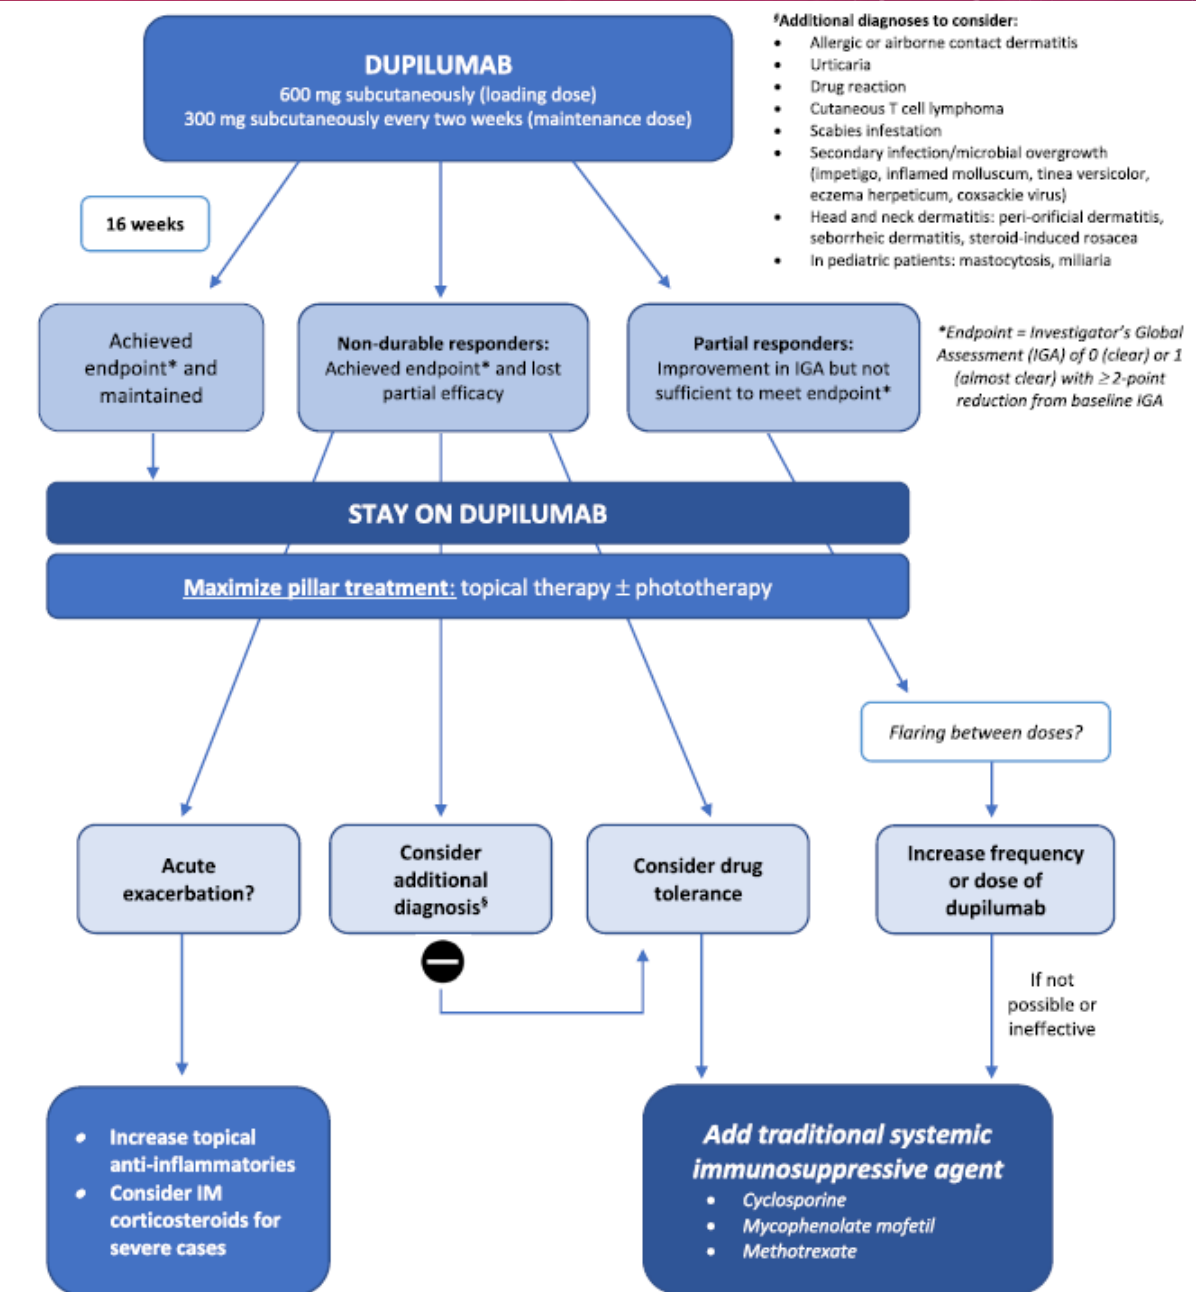 DUPILUMAB
600 mg subcutaneously (loading dose)
300 mg subcutaneously every two weeks (maintenance dose)
§Additional diagnoses to consider:
• Allergic or airborne contact dermatitis
• Urticaria
• Drug reaction
• Cutaneous T cell lymphoma
• Scabies infestation
• Secondary infection/microbial overgrowth
(impetigo, inflamed molluscum, tinea versicolor,
eczema herpeticum, coxsackie virus)
• Head and neck dermatitis: peri-orificial dermatitis,
seborrheic dermatitis, steroid-induced rosacea
• In pediatric patients: mastocytosis, miliaria
16 weeks
Achieved
endpoint* and
maintained
Non-durable responders:
Achieved endpoint* and lost
partial efficacy
Partial responders:
Improvement in IGA but not
sufficient to meet endpoint*
*Endpoint = Investigator's Global
Assessment (IGA) of 0 (clear) or 1
(almost clear) with ≥2-point
reduction from baseline IGA
STAY ON DUPILUMAB
Maximize pillar treatment: topical therapy ± phototherapy
Flaring between doses?
Acute
exacerbation?
Consider
additional
diagnosis§
Consider drug
tolerance
Increase frequency
or dose of
dupilumab
If not
possible or
ineffective
• Increase topical
anti-inflammatories
• Consider IM
corticosteroids for
severe cases
Add traditional systemic
immunosuppressive agent
• Cyclosporine
• Mycophenolate mofetil
• Methotrexate